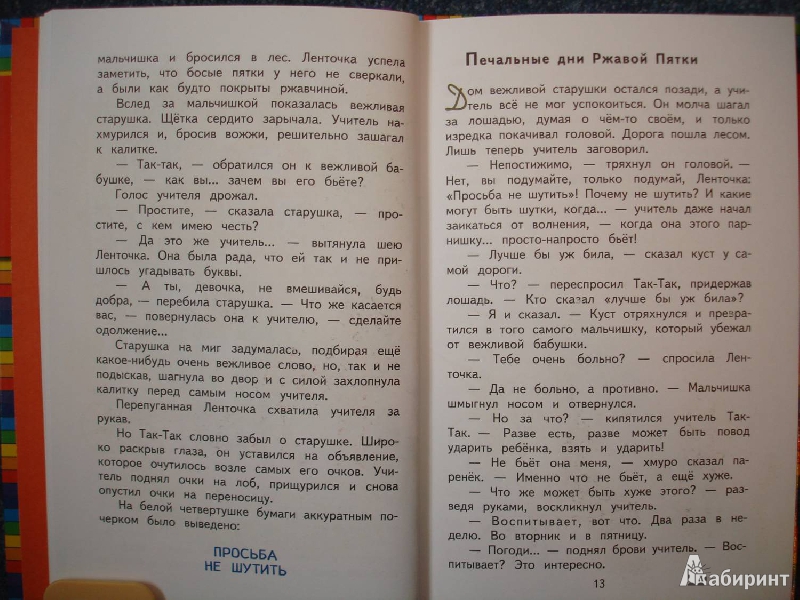 мальчишка и бросился в лес. Ленточка успела
заметить, что босые пятки у него не сверкали,
а были как будто покрыты ржавчиной.
Вслед за мальчишкой показалась вежливая
старушка. Щётка сердито зарычала. Учитель на-
хмурился и, бросив вожжи, решительно зашагал
к калитке.
— Так-так, — обратился он к вежливой ба-
бушке, — как вы... зачем вы его бьёте?
Голос учителя дрожал.
— Простите, — сказала старушка, — про-
стите, с кем имею честь?
— Да это же учитель... — вытянула шею
Ленточка. Она была рада, что ей так и не при-
шлось угадывать буквы.
— А ты, девочка, не вмешивайся, будь
добра, — перебила старушка. — Что же касается
вас, — повернулась она к учителю, — сделайте
одолжение...
Старушка на миг задумалась, подбирая ещё
какое-нибудь очень вежливое слово, но, так и не
подыскав, шагнула во двор и с силой захлопнула
калитку перед самым носом учителя.
Перепуганная Ленточка схватила учителя за
рукав.
Но Так-Так словно забыл о старушке. Широ-
ко раскрыв глаза, он уставился на объявление,
которое очутилось возле самых его очков. Учи-
тель поднял очки на лоб, прищурился и снова
опустил очки на переносицу.
На белой четвертушке бумаги аккуратным по-
черком было выведено:
ПРОСЬБА
НЕ ШУТИТЬ
Печальные дни Ржавой Пятки
Дом вежливой старушки остался позади, а учи-
тель всё не мог успокоиться. Он молча шагал
за лошадью, думая о чём-то своём, и только
изредка покачивал головой. Дорога пошла лесом.
Лишь теперь учитель заговорил.
— Непостижимо, — тряхнул он головой. —
Нет, вы подумайте, только подумай, Ленточка:
«Просьба не шутить»! Почему не шутить? И какие
могут быть шутки, когда... — учитель даже начал
заикаться от волнения, — когда она этого пар-
нишку... просто-напросто бьёт!
— Лучше бы уж била, — сказал куст у са-
мой дороги.
— Что? — переспросил Так-Так, придержав
лошадь. — Кто сказал «лучше бы уж била»?
— Я и сказал. — Куст отряхнулся и превра-
тился в того самого мальчишку, который убежал
от вежливой бабушки.
— Тебе очень больно? — спросила Лен-
точка.
— Да не больно, а противно. — Мальчишка
шмыгнул носом и отвернулся.
— Но за что? — кипятился учитель Так-
Так. — Разве есть, разве может быть повод
ударить ребёнка, взять и ударить!
— Не бьёт она меня, — хмуро сказал па-
ренёк. — Именно что не бьёт, а ещё хуже.
— Что же может быть хуже этого? — раз-
ведя руками, воскликнул учитель.
— Воспитывает, вот что. Два раза в не-
делю. Во вторник и в пятницу.
— Погоди... — поднял брови учитель. — Вос-
питывает? Это интересно.
13
Лабиринт